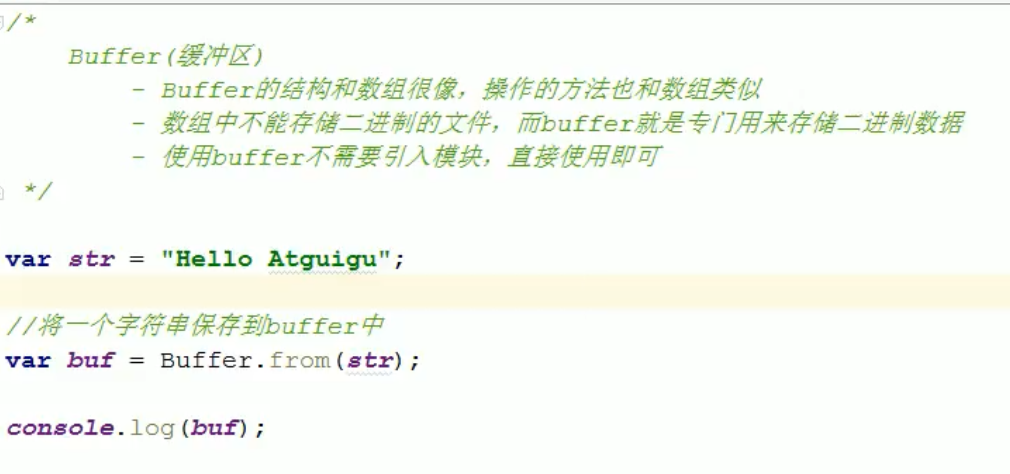 /*
Buffer(缓冲区)
- Buffer的结构和数组很像，操作的方法也和数组类似
- 数组中不能存储二进制的文件，而buffer就是专门用来存储二进制数据
- 使用buffer不需要引入模块，直接使用即可
*/
var str = "Hello Atguigu";
//将一个字符串保存到buffer中
var buf = Buffer.from(str);
console.log(buf);